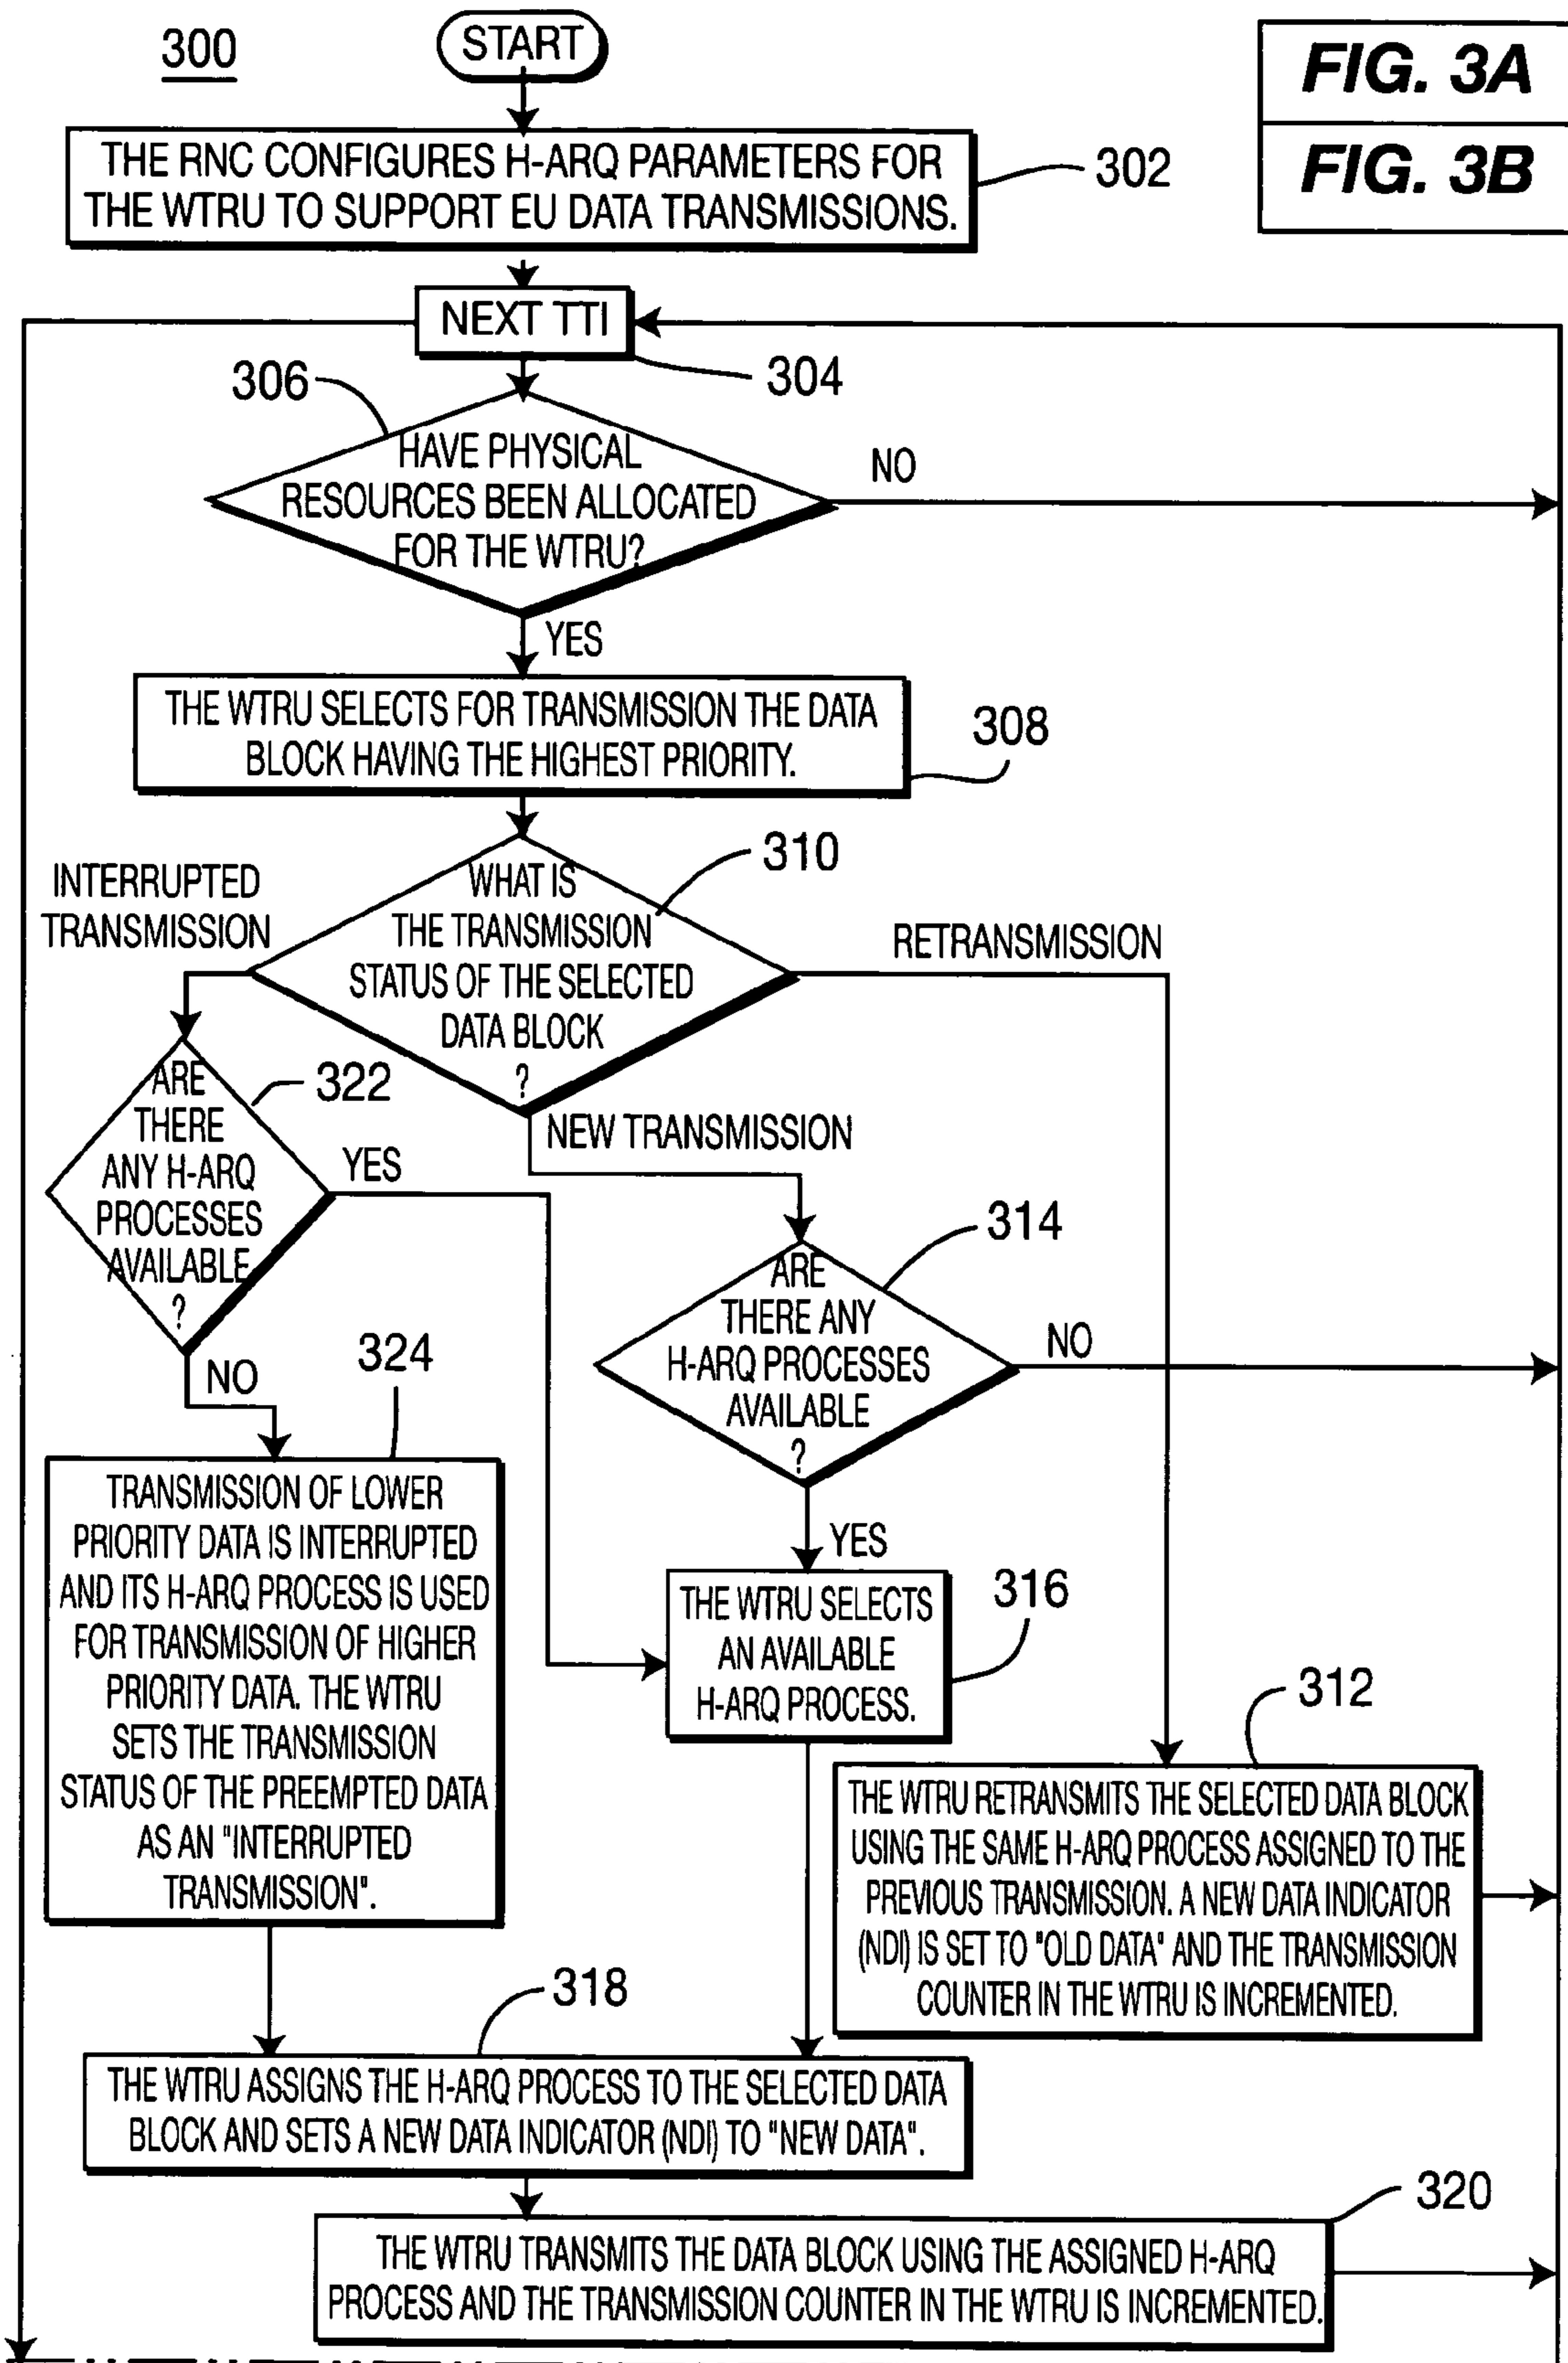 300
START
FIG. 3A
FIG. 3B
THE RNC CONFIGURES H-ARQ PARAMETERS FOR
THE WTRU TO SUPPORT EU DATA TRANSMISSIONS.
302
NEXT TTI
304
306
HAVE PHYSICAL
RESOURCES BEEN ALLOCATED
FOR THE WTRU?
NO
YES
THE WTRU SELECTS FOR TRANSMISSION THE DATA
BLOCK HAVING THE HIGHEST PRIORITY.
308
310
WHAT IS
THE TRANSMISSION
STATUS OF THE SELECTED
DATA BLOCK
?
INTERRUPTED
TRANSMISSION
RETRANSMISSION
NEW TRANSMISSION
ARE
THERE
ANY H-ARQ
PROCESSES
AVAILABLE
?
322
YES
NO
314
ARE
THERE ANY
H-ARQ PROCESSES
AVAILABLE
?
NO
YES
324
TRANSMISSION OF LOWER
PRIORITY DATA IS INTERRUPTED
AND ITS H-ARQ PROCESS IS USED
FOR TRANSMISSION OF HIGHER
PRIORITY DATA. THE WTRU
SETS THE TRANSMISSION
STATUS OF THE PREEMPTED DATA
AS AN "INTERRUPTED
TRANSMISSION".
THE WTRU SELECTS
AN AVAILABLE
H-ARQ PROCESS.
316
312
THE WTRU RETRANSMITS THE SELECTED DATA BLOCK
USING THE SAME H-ARQ PROCESS ASSIGNED TO THE
PREVIOUS TRANSMISSION. A NEW DATA INDICATOR
(NDI) IS SET TO "OLD DATA" AND THE TRANSMISSION
COUNTER IN THE WTRU IS INCREMENTED.
318
THE WTRU ASSIGNS THE H-ARQ PROCESS TO THE SELECTED DATA
BLOCK AND SETS A NEW DATA INDICATOR (NDI) TO "NEW DATA".
320
THE WTRU TRANSMITS THE DATA BLOCK USING THE ASSIGNED H-ARQ
PROCESS AND THE TRANSMISSION COUNTER IN THE WTRU IS INCREMENTED.